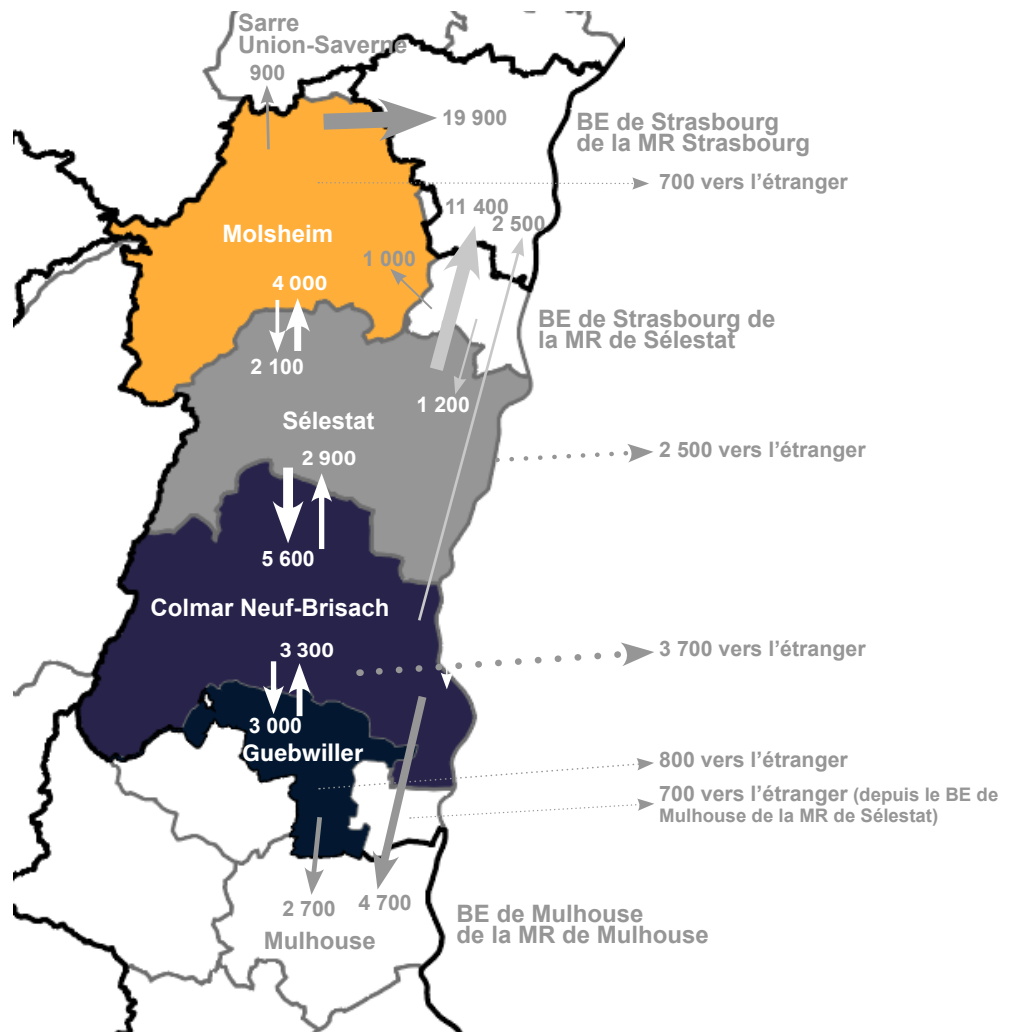 Sarre
Union-Saverne
900
19 900
BE de Strasbourg
de la MR Strasbourg
700 vers l'étranger
11 400
2 500
Molsheim
1 000
4 000
BE de Strasbourg de
la MR de Sélestat
2 100
1 200
Sélestat
2 900
2 500 vers l'étranger
5 600
Colmar Neuf-Brisach
3 300
3 700 vers l'étranger
3 000
Guebwiller
800 vers l'étranger
700 vers l'étranger (depuis le BE de
Mulhouse de la MR de Sélestat)
2 700
4 700
BE de Mulhouse
de la MR de Mulhouse
Mulhouse